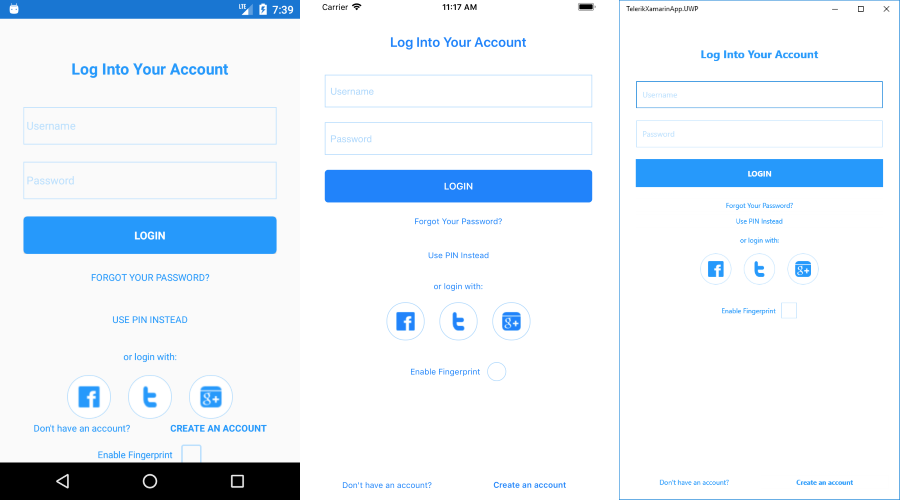 LTE 7:39
Log Into Your Account
Username
Password
LOGIN
FORGOT YOUR PASSWORD?
USE PIN INSTEAD
or login with:
Don't have an account? CREATE AN ACCOUNT
Enable Fingerprint
Carrier 11:17 AM
Log Into Your Account
Username
Password
LOGIN
Forgot Your Password?
Use PIN Instead
or login with:
Enable Fingerprint
Don't have an account? Create an account
TelerikXamarinApp.UWP
Log Into Your Account
Username
Password
LOGIN
Forgot Your Password?
Use PIN Instead
or login with:
Enable Fingerprint
Don't have an account? Create an account